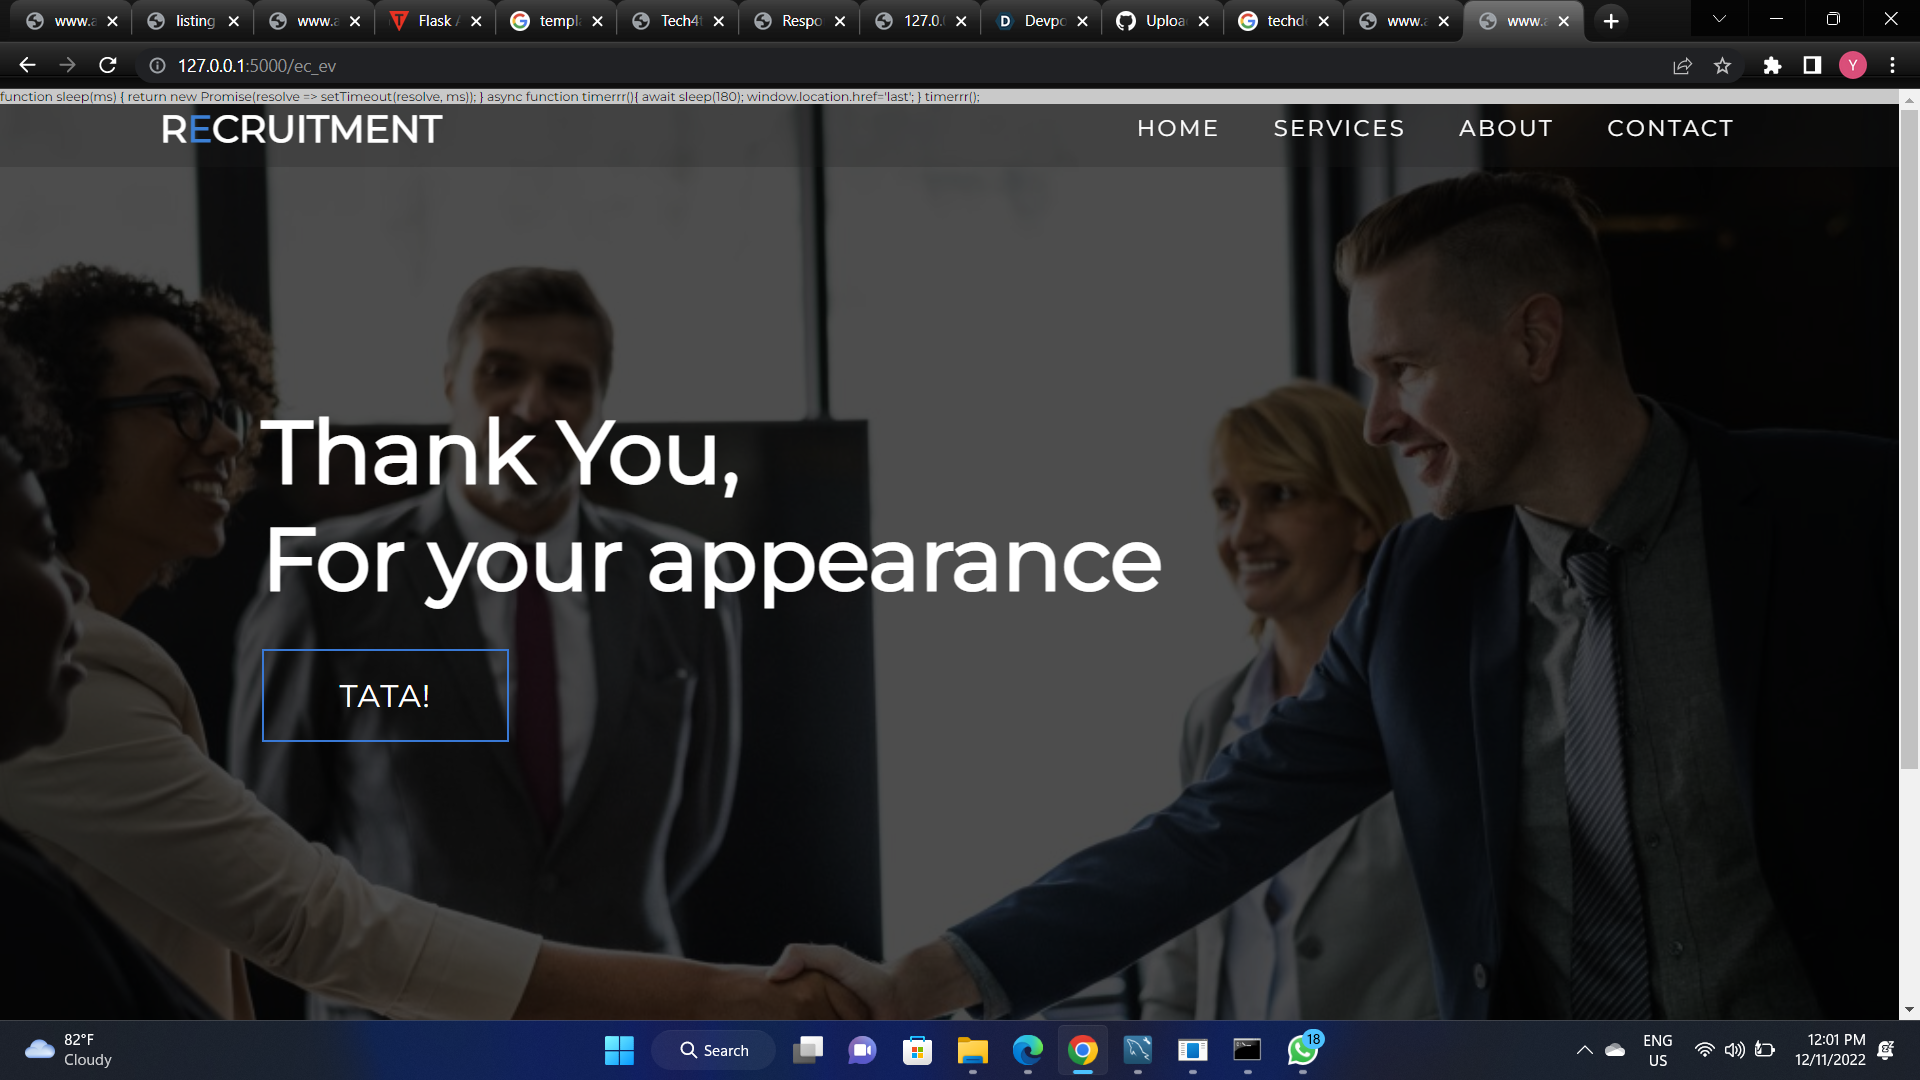 www.a
listing
www.a
Flask A
templ
Tech4
Respo
127.0.
Devpo
Uploa
techd
www.a
www.a
127.0.0.1:5000/ec_ev
Y
function sleep(ms) { return new Promise(resolve => setTimeout(resolve, ms)); } async function timerrr(){ await sleep(180); window.location.href='last'; } timerrr();
RECRUITMENT
HOME
SERVICES
ABOUT
CONTACT
Thank You,
For your appearance
TATA!
82°F
Cloudy
Search
18
ENG
US
12:01 PM
12/11/2022